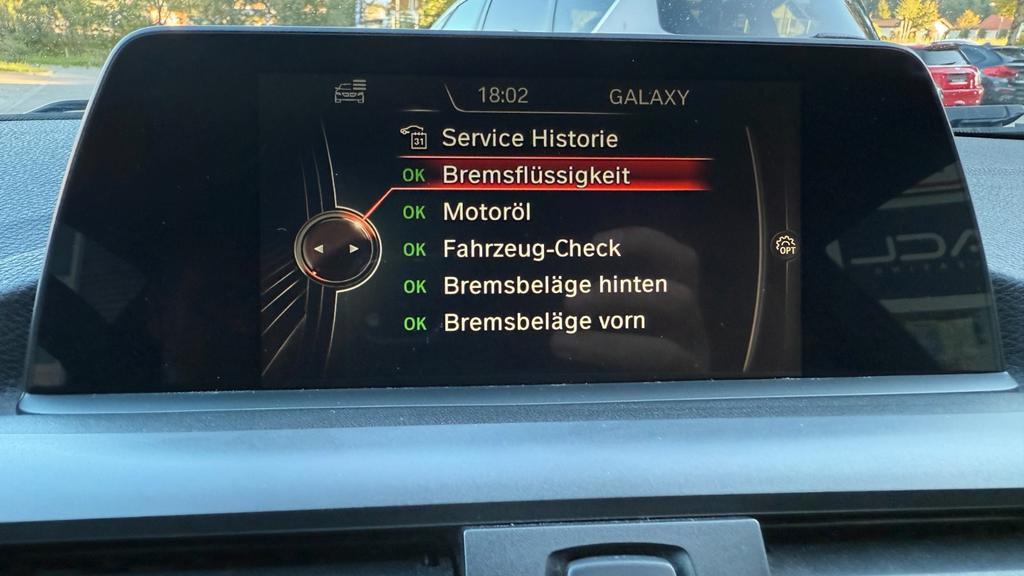 18:02 GALAXY
31 Service Historie
OK Bremsflüssigkeit
OK Motoröl
OK Fahrzeug-Check
OPT
OK Bremsbeläge hinten
OK Bremsbeläge vorn